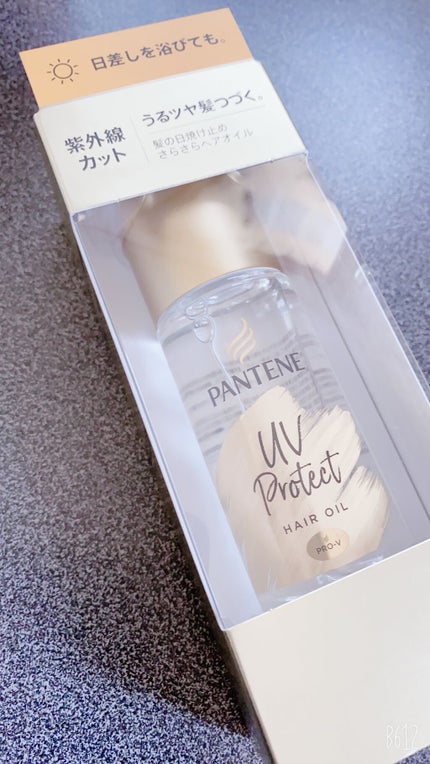 日差しを浴びても。
紫外線
カット
うるツヤ髪つづく。
髪の日焼け止め
さらさらヘアオイル
PANTENE
UV
Protect
HAIR OIL
PRO-V
B612